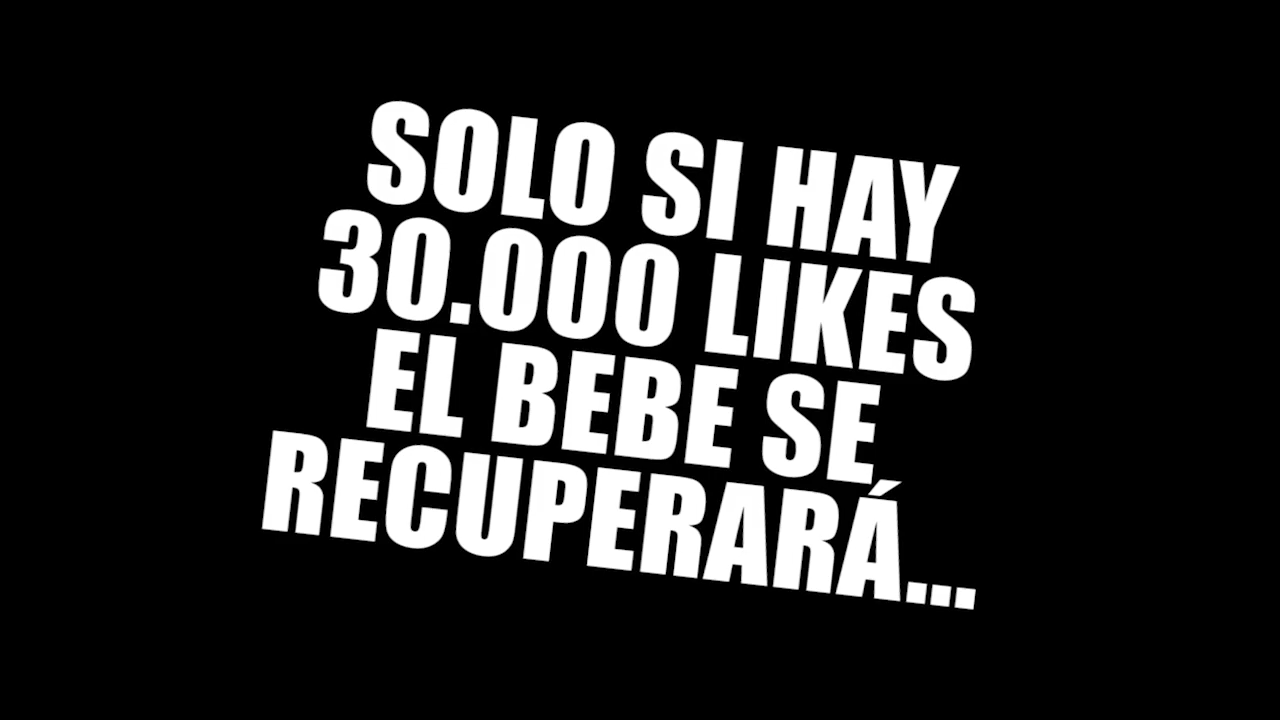 SOLO SI HAY
30.000 LIKES
EL BEBE SE
RECUPERARÁ...